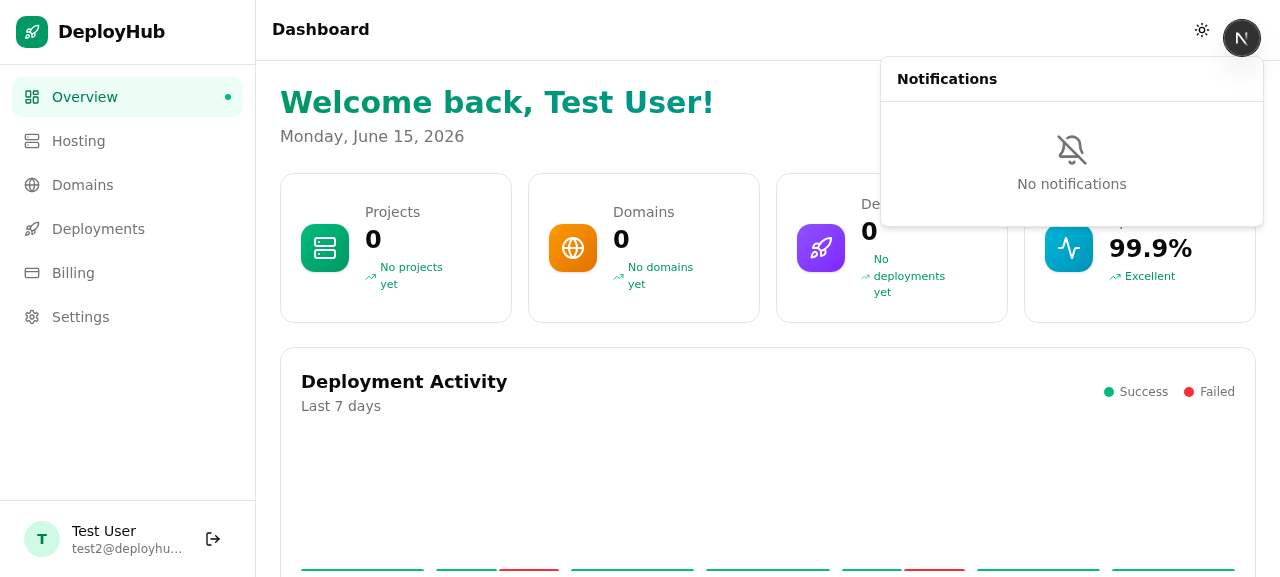 DeployHub
Dashboard
N
Notifications
No notifications
Overview
Hosting
Domains
Deployments
Billing
Settings
Welcome back, Test User!
Monday, June 15, 2026
Projects
0
No projects
yet
Domains
0
No domains
yet
De
0
No
deployments
yet
99.9%
Excellent
Deployment Activity
Last 7 days
Success
Failed
T
Test User
test2@deployhu...